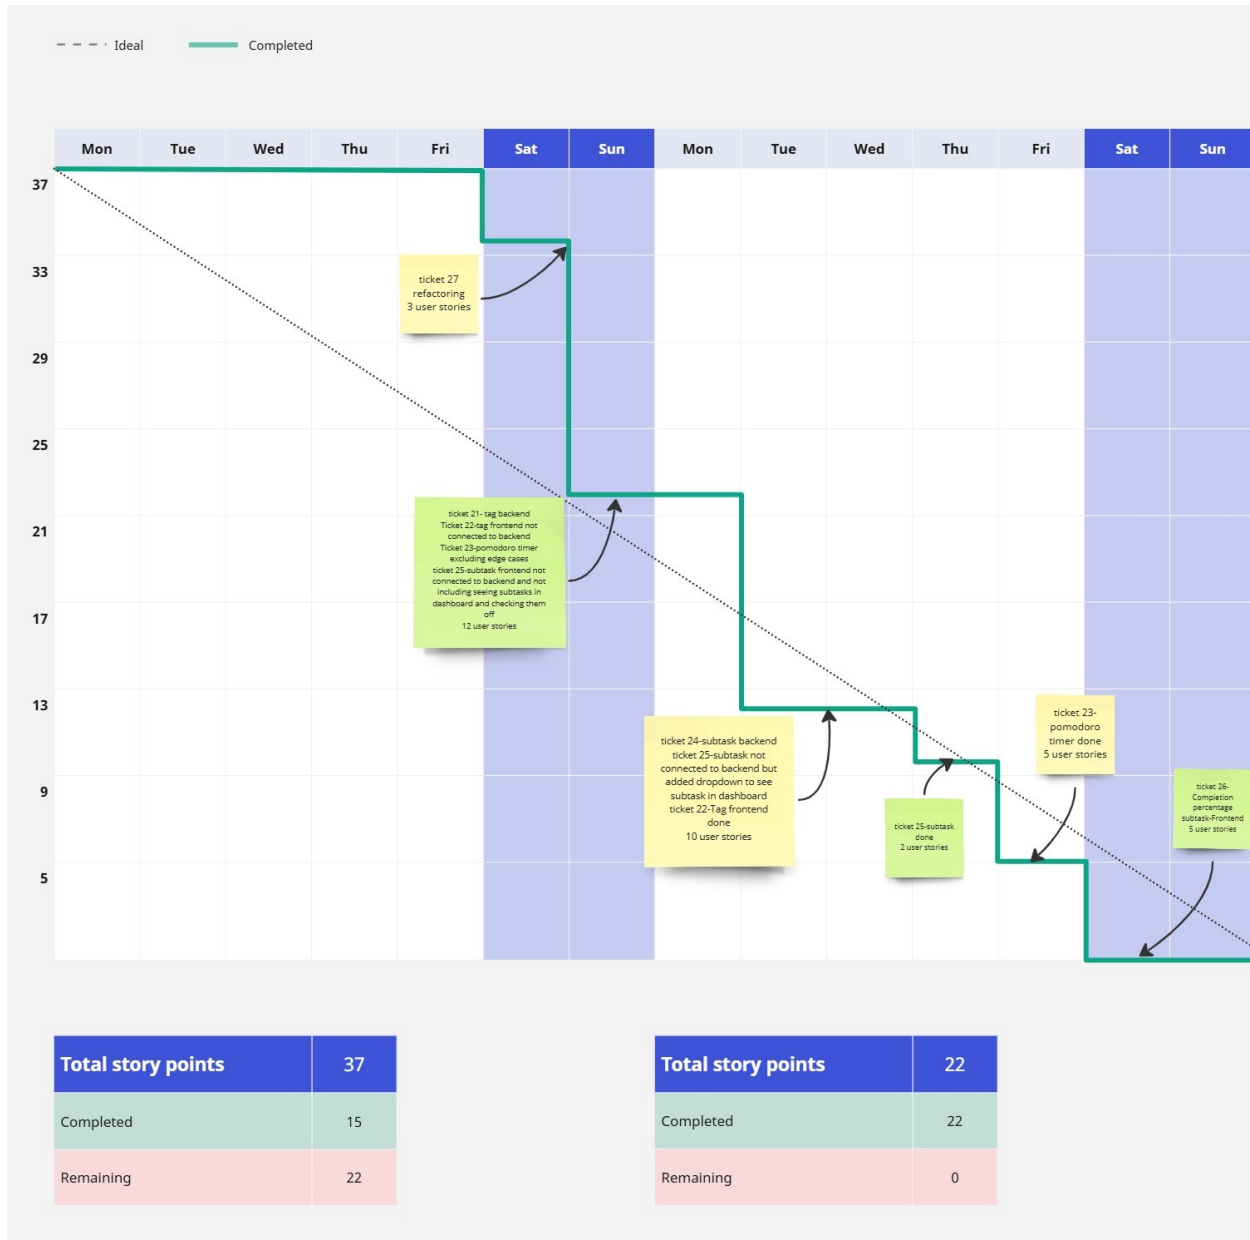 Ideal
Completed
Mon Tue Wed Thu Fri Sat Sun Mon Tue Wed Thu Fri Sat Sun
37
33
29
25
21
17
13
9
5
ticket 27
refactoring
3 user stories
ticket 21- tag backend
Ticket 22-tag frontend not
connected to backend
Ticket 23-pomodoro timer
excluding edge cases
ticket 25-subtask frontend not
connected to backend and not
including seeing subtasks in
dashboard and checking them
off
12 user stories
ticket 24-subtask backend
ticket 25-subtask not
connected to backend but
added dropdown to see
subtask in dashboard
ticket 22-Tag frontend
done
10 user stories
ticket 25-subtask
done
2 user stories
ticket 23-
pomodoro
timer done
5 user stories
ticket 26-
Completion
percentage
subtask-Frontend
5 user stories
Total story points 37
Completed 15
Remaining 22
Total story points 22
Completed 22
Remaining 0